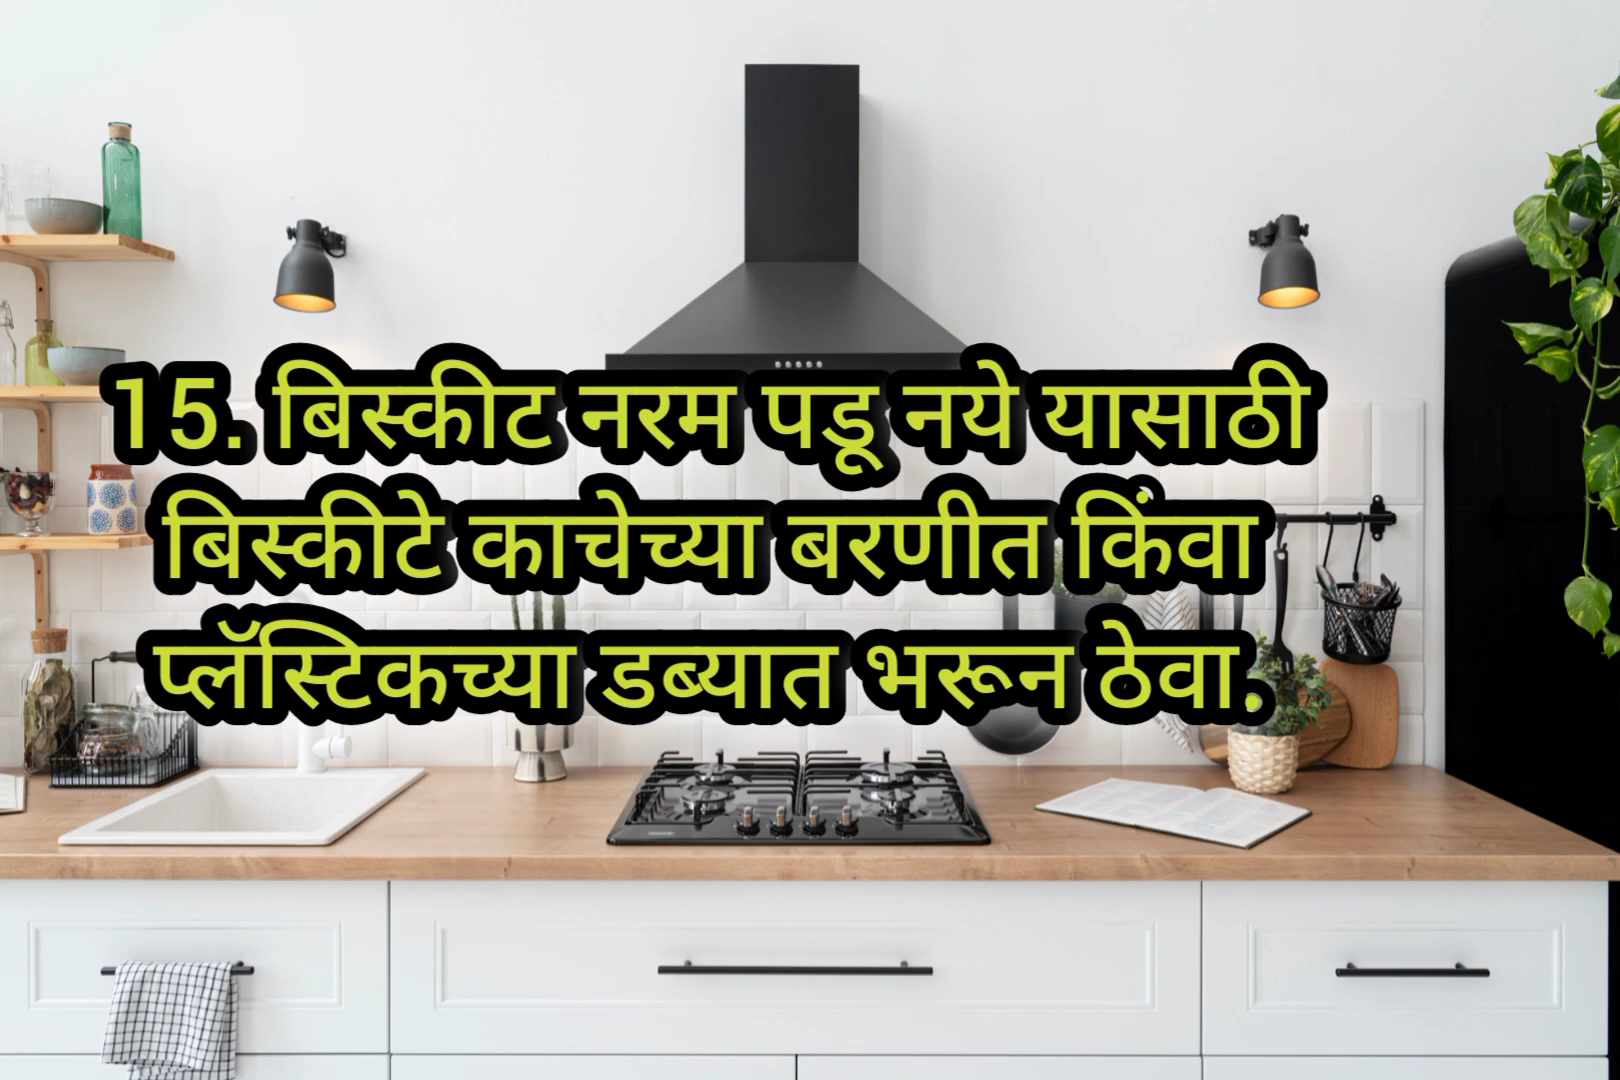 15. बिस्कीट नरम पडू नये यासाठी
बिस्कीटे काचेच्या बरणीत किंवा
प्लॅस्टिकच्या डब्यात भरून ठेवा.